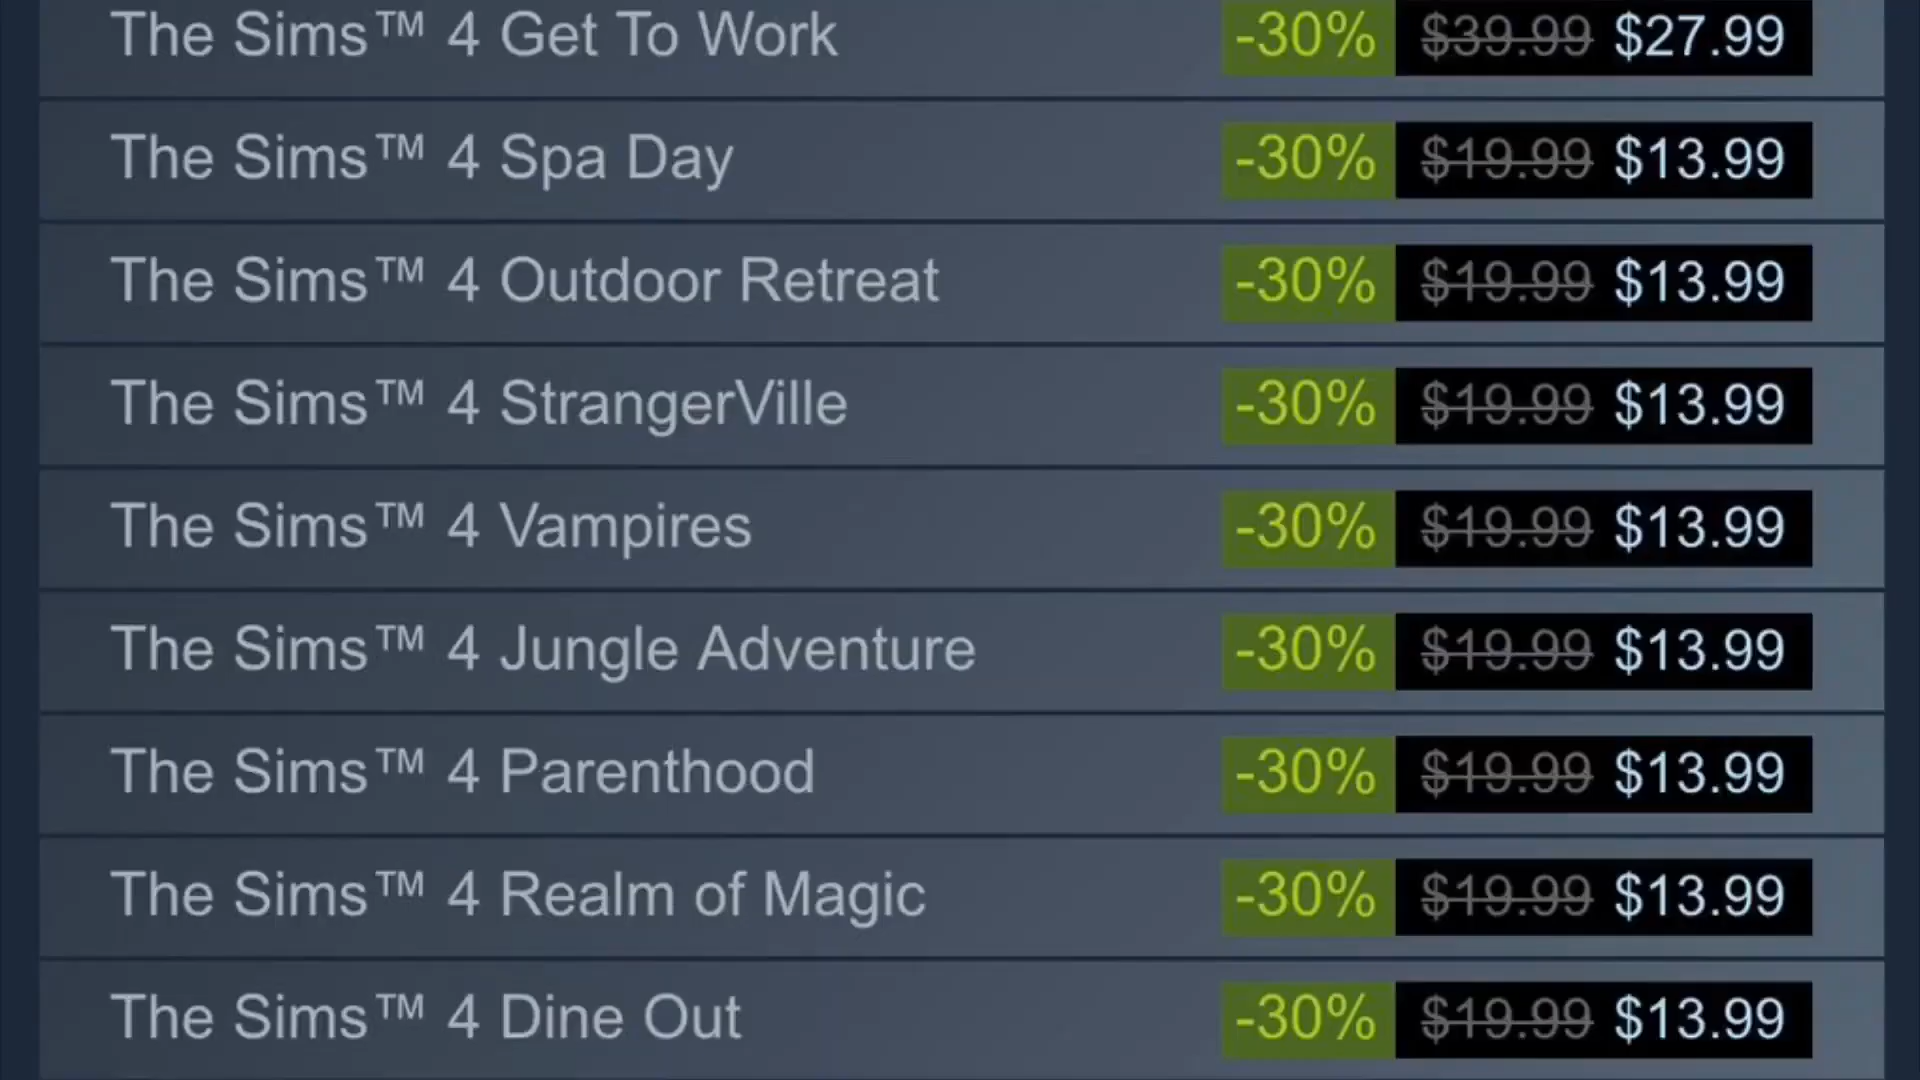 The Sims™ 4 Get To Work -30% $39.99 $27.99
The Sims™ 4 Spa Day -30% $19.99 $13.99
The Sims™ 4 Outdoor Retreat -30% $19.99 $13.99
The Sims™ 4 StrangerVille -30% $19.99 $13.99
The Sims™ 4 Vampires -30% $19.99 $13.99
The Sims™ 4 Jungle Adventure -30% $19.99 $13.99
The Sims™ 4 Parenthood -30% $19.99 $13.99
The Sims™ 4 Realm of Magic -30% $19.99 $13.99
The Sims™ 4 Dine Out -30% $19.99 $13.99